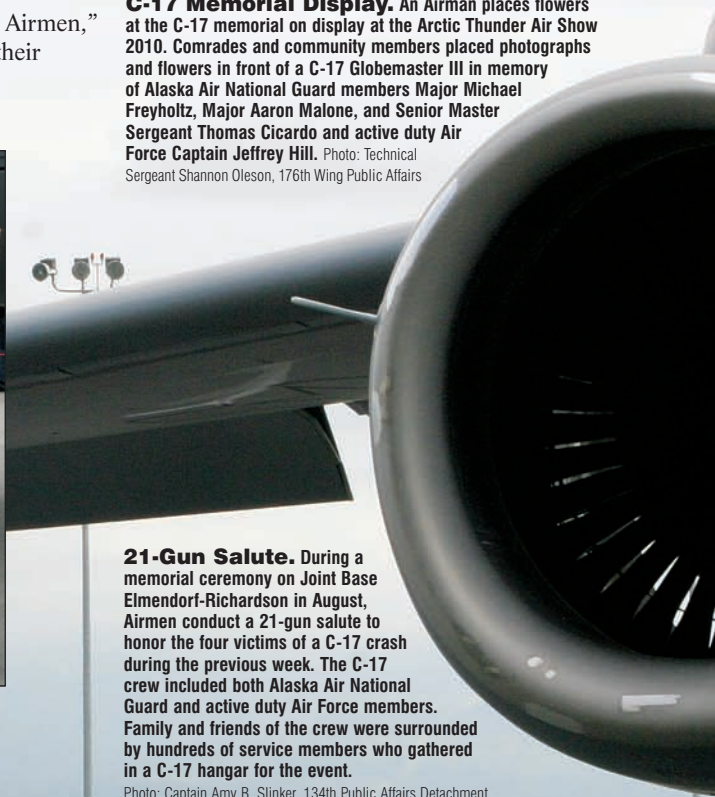 Airmen,”
their
C-17 Memorial Display. An Airman places flowers
at the C-17 memorial on display at the Arctic Thunder Air Show
2010. Comrades and community members placed photographs
and flowers in front of a C-17 Globemaster III in memory
of Alaska Air National Guard members Major Michael
Freyholtz, Major Aaron Malone, and Senior Master
Sergeant Thomas Cicardo and active duty Air
Force Captain Jeffrey Hill. Photo: Technical
Sergeant Shannon Oleson, 176th Wing Public Affairs
21-Gun Salute. During a
memorial ceremony on Joint Base
Elmendorf-Richardson in August,
Airmen conduct a 21-gun salute to
honor the four victims of a C-17 crash
during the previous week. The C-17
crew included both Alaska Air National
Guard and active duty Air Force members.
Family and friends of the crew were surrounded
by hundreds of service members who gathered
in a C-17 hangar for the event.
Photo: Captain Amy B. Slinker, 134th Public Affairs Detachment